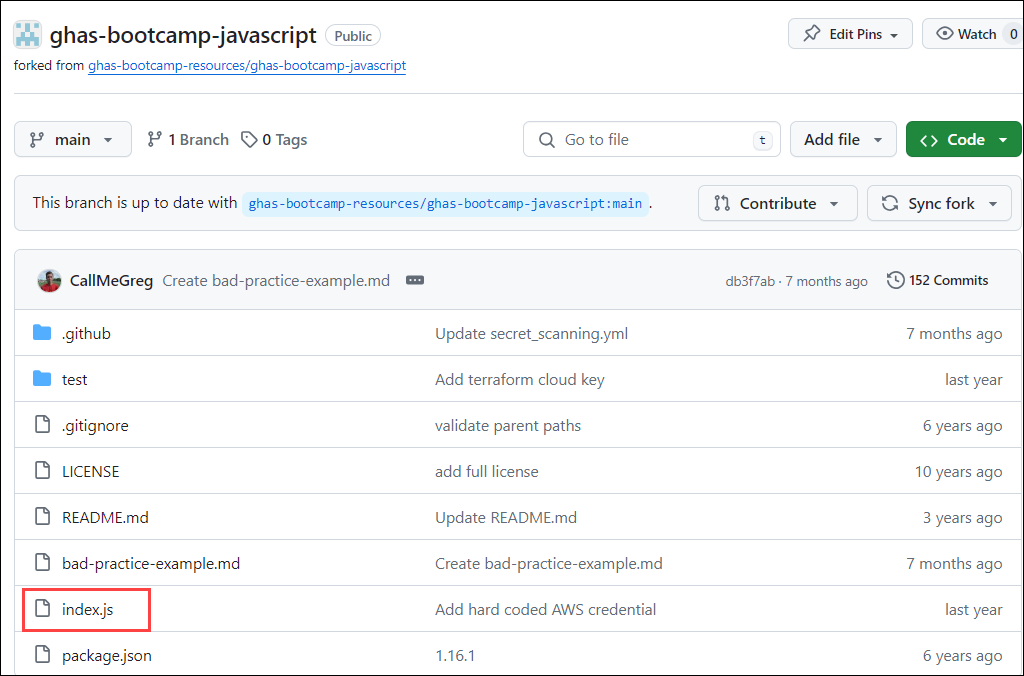 ghas-bootcamp-javascript Public Edit Pins Watch 0
forked from ghas-bootcamp-resources/ghas-bootcamp-javascript
main 1 Branch 0 Tags Go to file t Add file Code
This branch is up to date with ghas-bootcamp-resources/ghas-bootcamp-javascript:main . Contribute Sync fork
CallMeGreg Create bad-practice-example.md db3f7ab · 7 months ago 152 Commits
.github Update secret_scanning.yml 7 months ago
test Add terraform cloud key last year
.gitignore validate parent paths 6 years ago
LICENSE add full license 10 years ago
README.md Update README.md 3 years ago
bad-practice-example.md Create bad-practice-example.md 7 months ago
index.js Add hard coded AWS credential last year
package.json 1.16.1 6 years ago